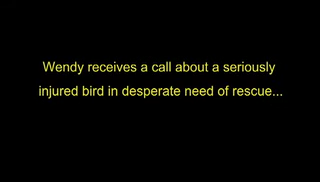 Wendy receives a call about a seriously
injured bird in desperate need of rescue...